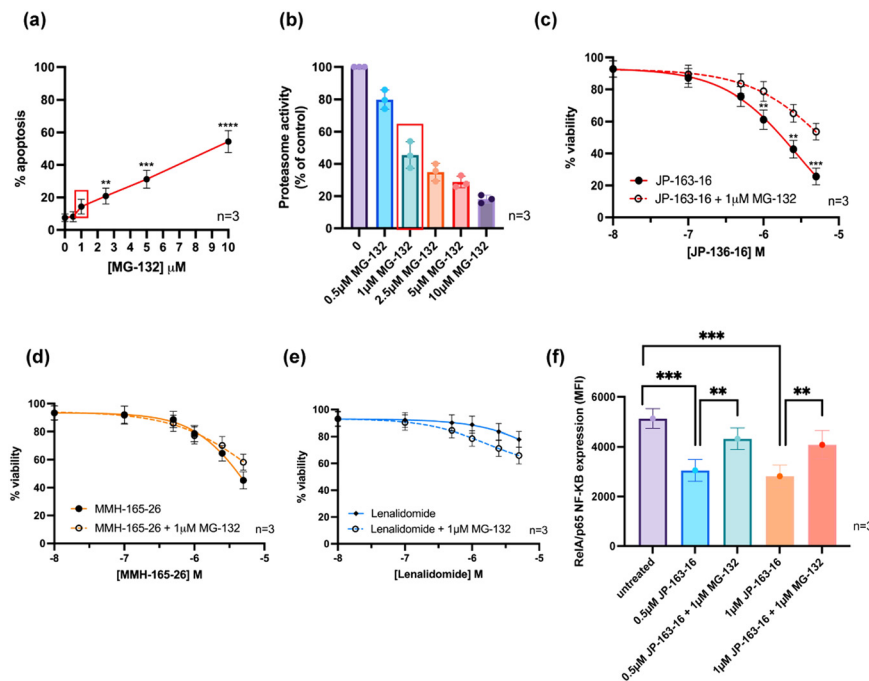 (a)
100
80
60
40
20
0
% apoptosis
**
***
****
n=3
0 1 2 3 4 5 6 7 8 9 10
[MG-132] μM
(b)
100
80
60
40
20
0
Proteasome activity
(% of control)
n=3
0
0.5μM MG-132
1μM MG-132
2.5μM MG-132
5μM MG-132
10μM MG-132
(c)
100
80
60
40
20
0
% viability
**
**
***
JP-163-16
JP-163-16 + 1μM MG-132
n=3
-8 -7 -6 -5
[JP-136-16] M
(d)
100
80
60
40
20
0
% viability
MMH-165-26
MMH-165-26 + 1μM MG-132
n=3
-8 -7 -6 -5
[MMH-165-26] M
(e)
100
80
60
40
20
0
% viability
Lenalidomide
Lenalidomide + 1μM MG-132
n=3
-8 -7 -6 -5
[Lenalidomide] M
(f)
***
***
**
**
6000
4000
2000
0
RelA/p65 NF-KB expression (MFI)
n=3
untreated
0.5μM JP-163-16
0.5μM JP-163-16 + 1μM MG-132
1μM JP-163-16
1μM JP-163-16 + 1μM MG-132